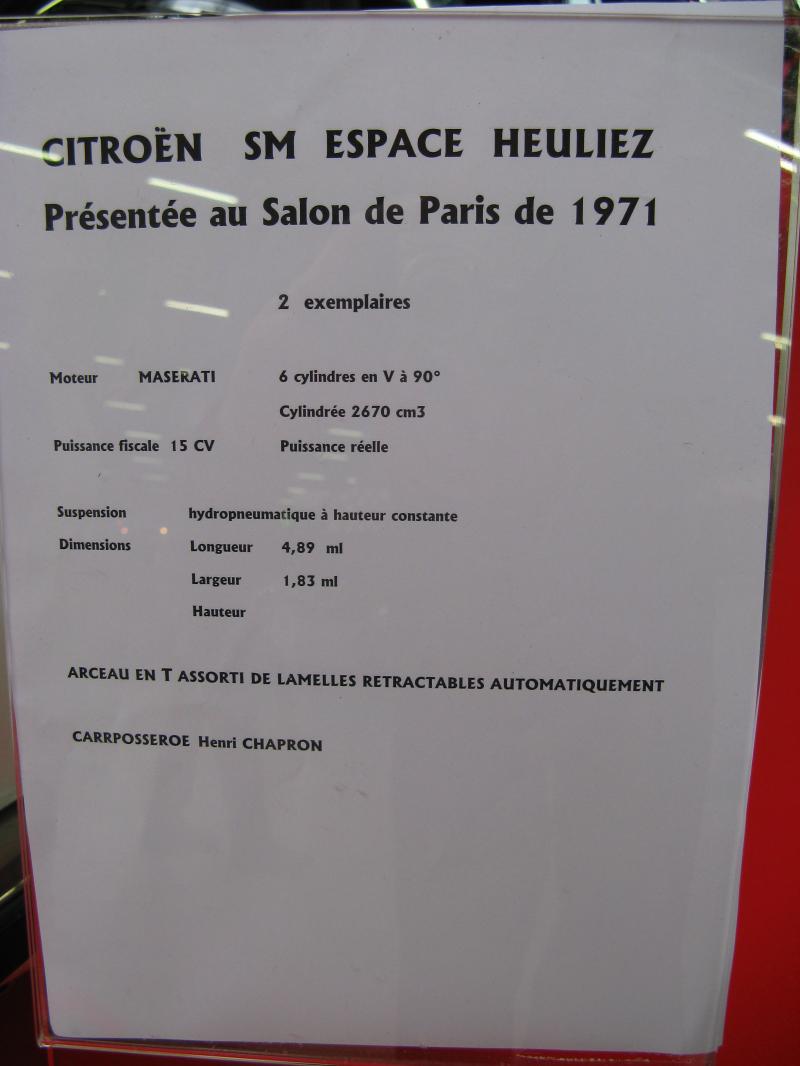 CITROËN SM ESPACE HEULIEZ
Présentée au Salon de Paris de 1971
2 exemplaires
Moteur MASERATI 6 cylindres en V à 90°
Cylindrée 2670 cm3
Puissance fiscale 15 CV Puissance réelle
Suspension hydropneumatique à hauteur constante
Dimensions Longueur 4,89 ml
Largeur 1,83 ml
Hauteur
ARCEAU EN T ASSORTI DE LAMELLES RETRACTABLES AUTOMATIQUEMENT
CARRPOSSEROE Henri CHAPRON